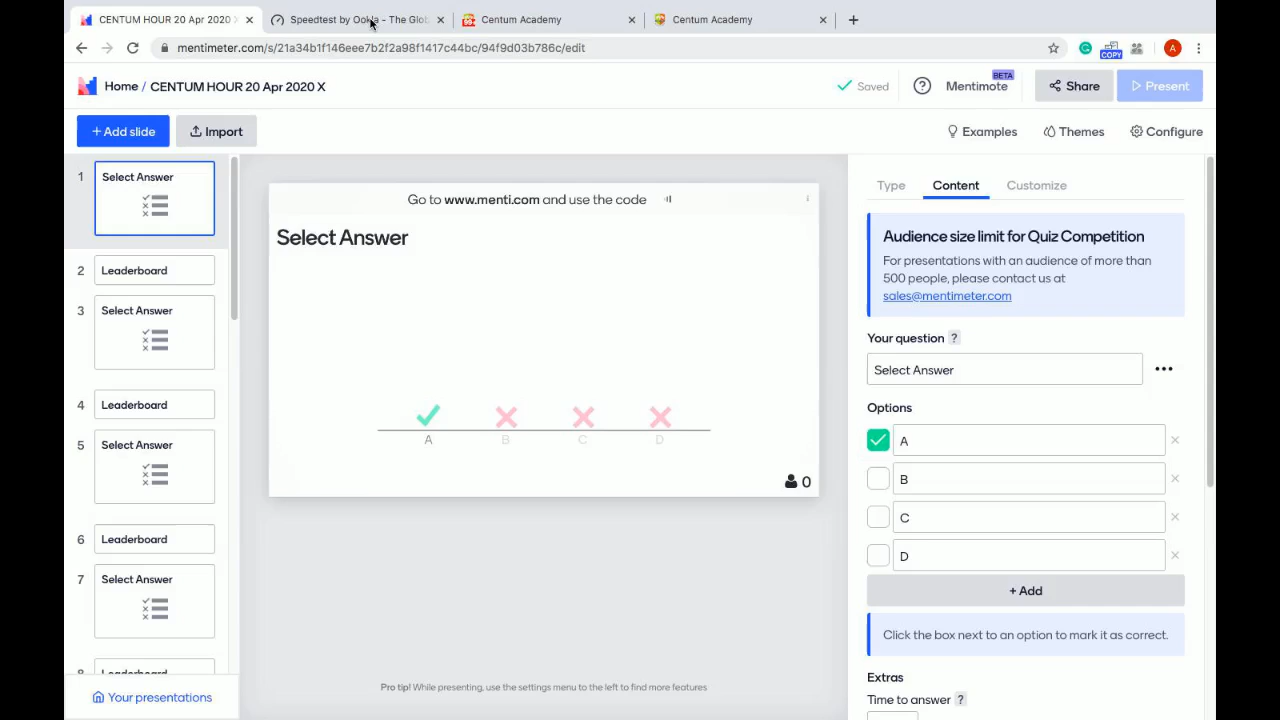 CENTUM HOUR 20 Apr 2020 X
Speedtest by Ookla - The Glob
99+
Centum Academy
Centum Academy
mentimeter.com/s/21a34b1f146eee7b2f2a98f1417c44bc/94f9d03b786c/edit
COPY
A
Home / CENTUM HOUR 20 Apr 2020 X
Saved
?
Mentimote
BETA
Share
Present
+ Add slide
Import
Examples
Themes
Configure
1
Select Answer
2
Leaderboard
3
Select Answer
4
Leaderboard
5
Select Answer
6
Leaderboard
7
Select Answer
8
Leaderboard
Your presentations
Go to www.menti.com and use the code
Select Answer
A
B
C
D
0
Pro tip! While presenting, use the settings menu to the left to find more features
Type
Content
Customize
Audience size limit for Quiz Competition
For presentations with an audience of more than
500 people, please contact us at
sales@mentimeter.com
Your question ?
Select Answer
Options
A
B
C
D
+ Add
Click the box next to an option to mark it as correct.
Extras
Time to answer ?